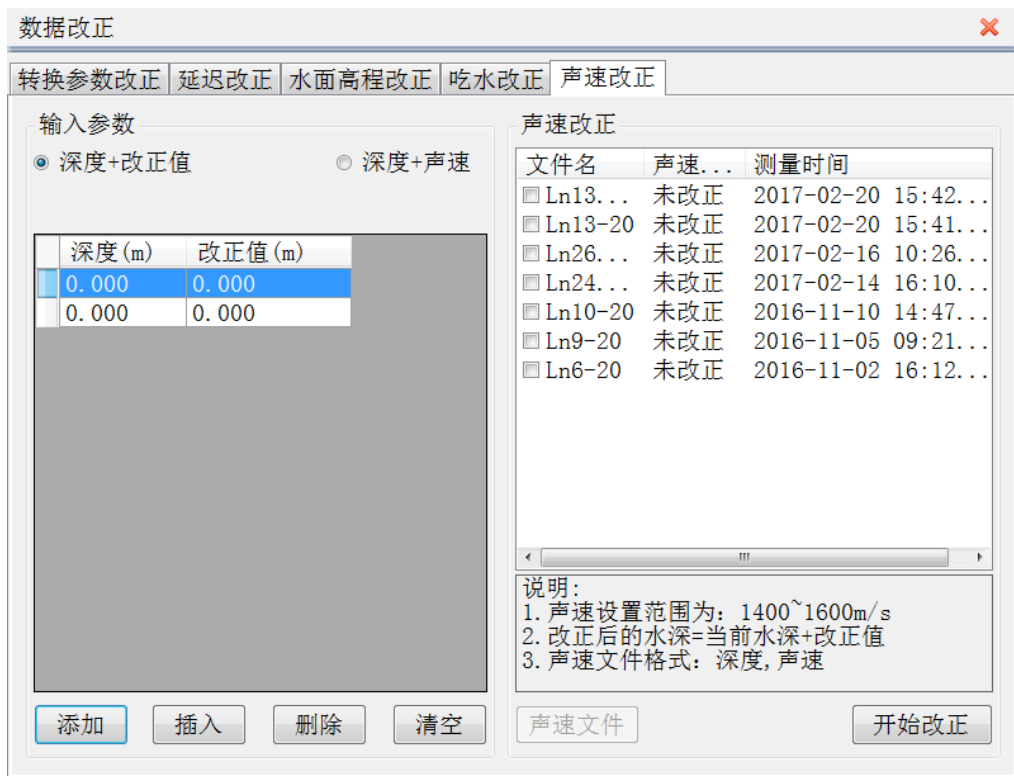 数据改正
转换参数改正 延迟改正 水面高程改正 吃水改正 声速改正
输入参数
深度+改正值 深度+声速
深度(m) 改正值(m)
0.000 0.000
0.000 0.000
添加 插入 删除 清空
声速改正
文件名 声速... 测量时间
Ln13... 未改正 2017-02-20 15:42...
Ln13-20 未改正 2017-02-20 15:41...
Ln26... 未改正 2017-02-16 10:26...
Ln24... 未改正 2017-02-14 16:10...
Ln10-20 未改正 2016-11-10 14:47...
Ln9-20 未改正 2016-11-05 09:21...
Ln6-20 未改正 2016-11-02 16:12...
说明:
1.声速设置范围为: 1400~1600m/s
2.改正后的水深=当前水深+改正值
3.声速文件格式: 深度,声速
声速文件 开始改正